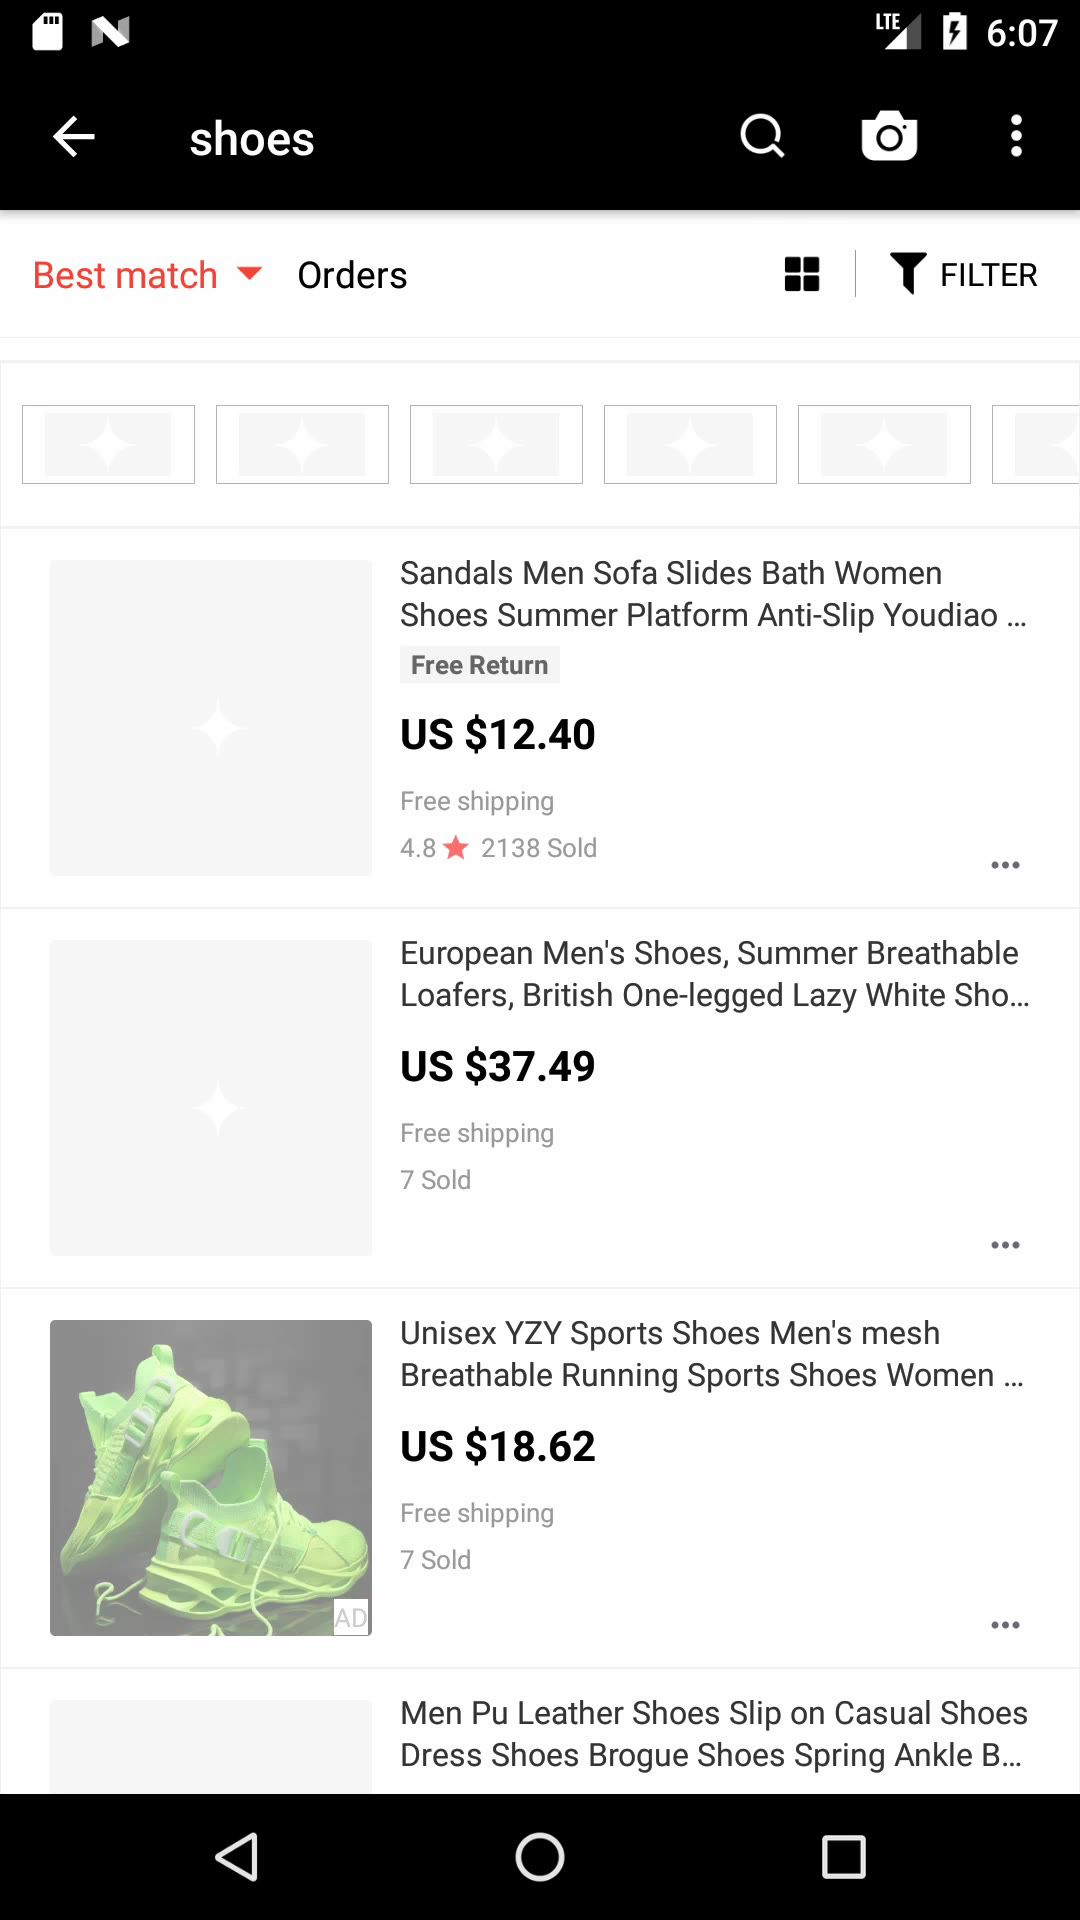 LTE 6:07
shoes
Best match Orders FILTER
Sandals Men Sofa Slides Bath Women
Shoes Summer Platform Anti-Slip Youdiao ...
Free Return
US $12.40
Free shipping
4.8 2138 Sold
European Men's Shoes, Summer Breathable
Loafers, British One-legged Lazy White Sho...
US $37.49
Free shipping
7 Sold
Unisex YZY Sports Shoes Men's mesh
Breathable Running Sports Shoes Women ...
US $18.62
Free shipping
7 Sold
AD
Men Pu Leather Shoes Slip on Casual Shoes
Dress Shoes Brogue Shoes Spring Ankle B...